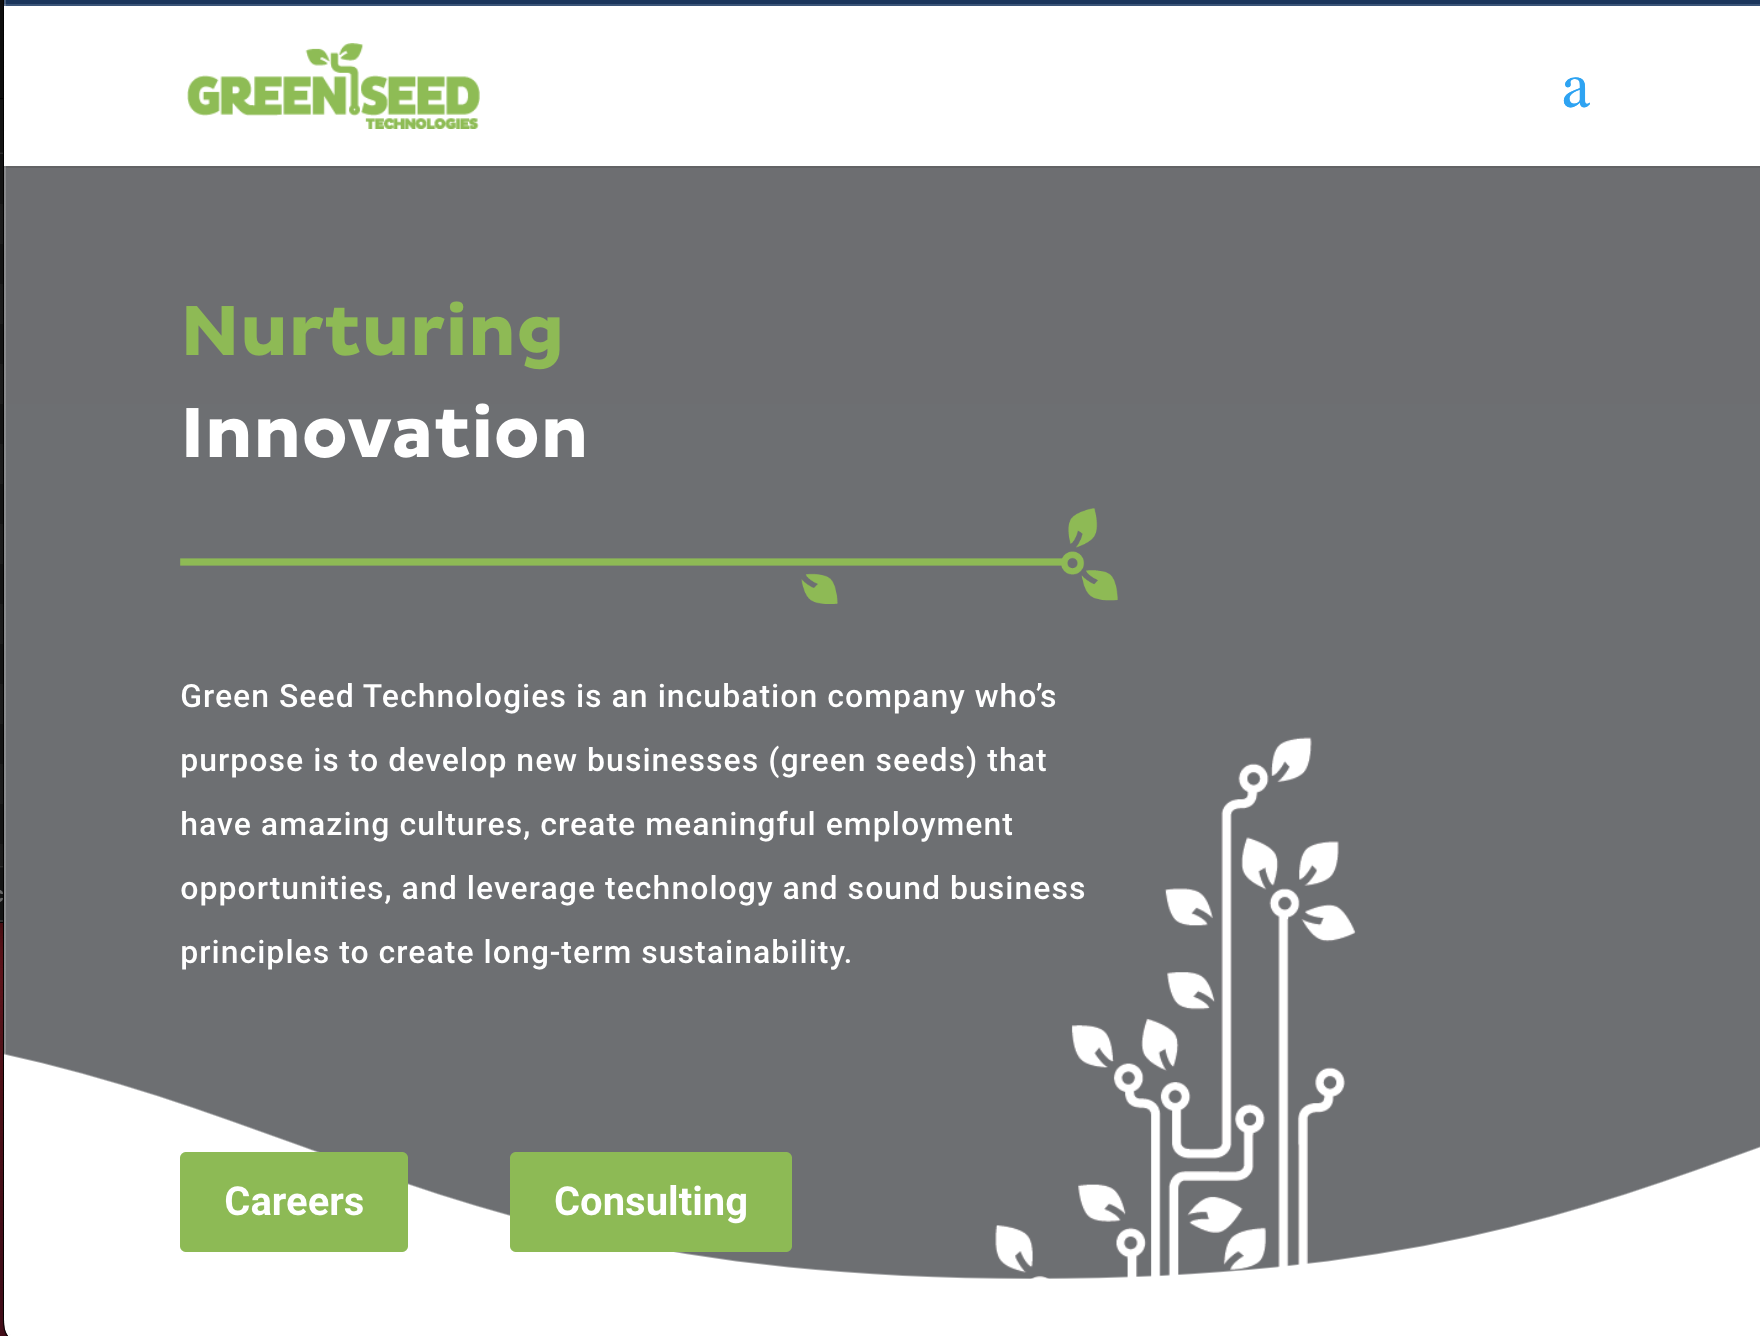 GREEN SEED
TECHNOLOGIES
a
Nurturing
Innovation
Green Seed Technologies is an incubation company who’s
purpose is to develop new businesses (green seeds) that
have amazing cultures, create meaningful employment
opportunities, and leverage technology and sound business
principles to create long-term sustainability.
Careers
Consulting